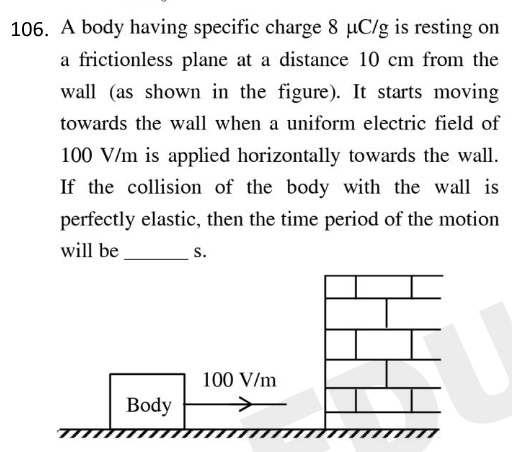 106. A body having specific charge 8 μC/g is resting on
a frictionless plane at a distance 10 cm from the
wall (as shown in the figure). It starts moving
towards the wall when a uniform electric field of
100 V/m is applied horizontally towards the wall.
If the collision of the body with the wall is
perfectly elastic, then the time period of the motion
will be ______ s.
100 V/m
Body